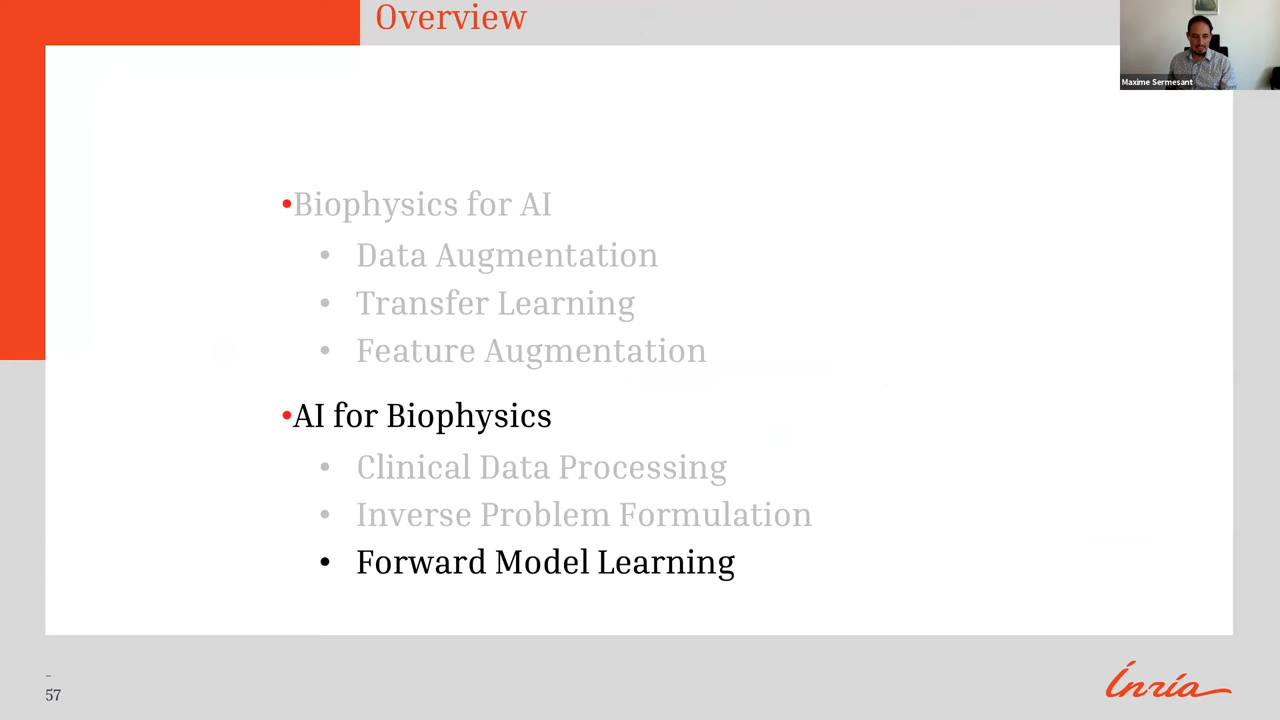 Overview
Maxime Sermesant
•Biophysics for AI
• Data Augmentation
• Transfer Learning
• Feature Augmentation
•AI for Biophysics
• Clinical Data Processing
• Inverse Problem Formulation
• Forward Model Learning
-
57
Inria